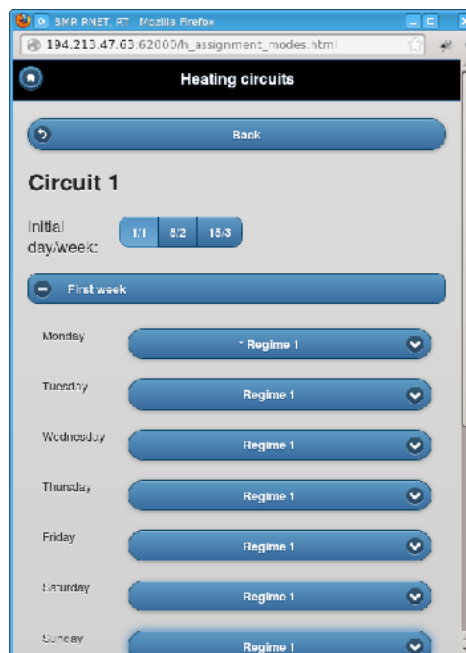 BMR RNET, RT - Mozilla Firefox
194.213.47.63:62000/h_assignment_modes.html
Heating circuits
Back
Circuit 1
Initial
day/week:
1/1 8/2 15/3
First week
Monday
* Regime 1
Tuesday
Regime 1
Wednesday
Regime 1
Thursday
Regime 1
Friday
Regime 1
Saturday
Regime 1
Sunday
Regime 1